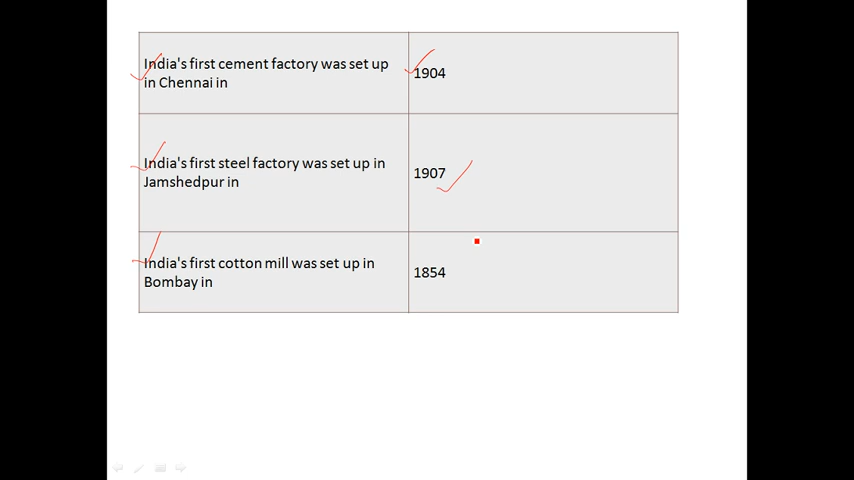 India's first cement factory was set up
in Chennai in
1904
India's first steel factory was set up in
Jamshedpur in
1907
India's first cotton mill was set up in
Bombay in
1854